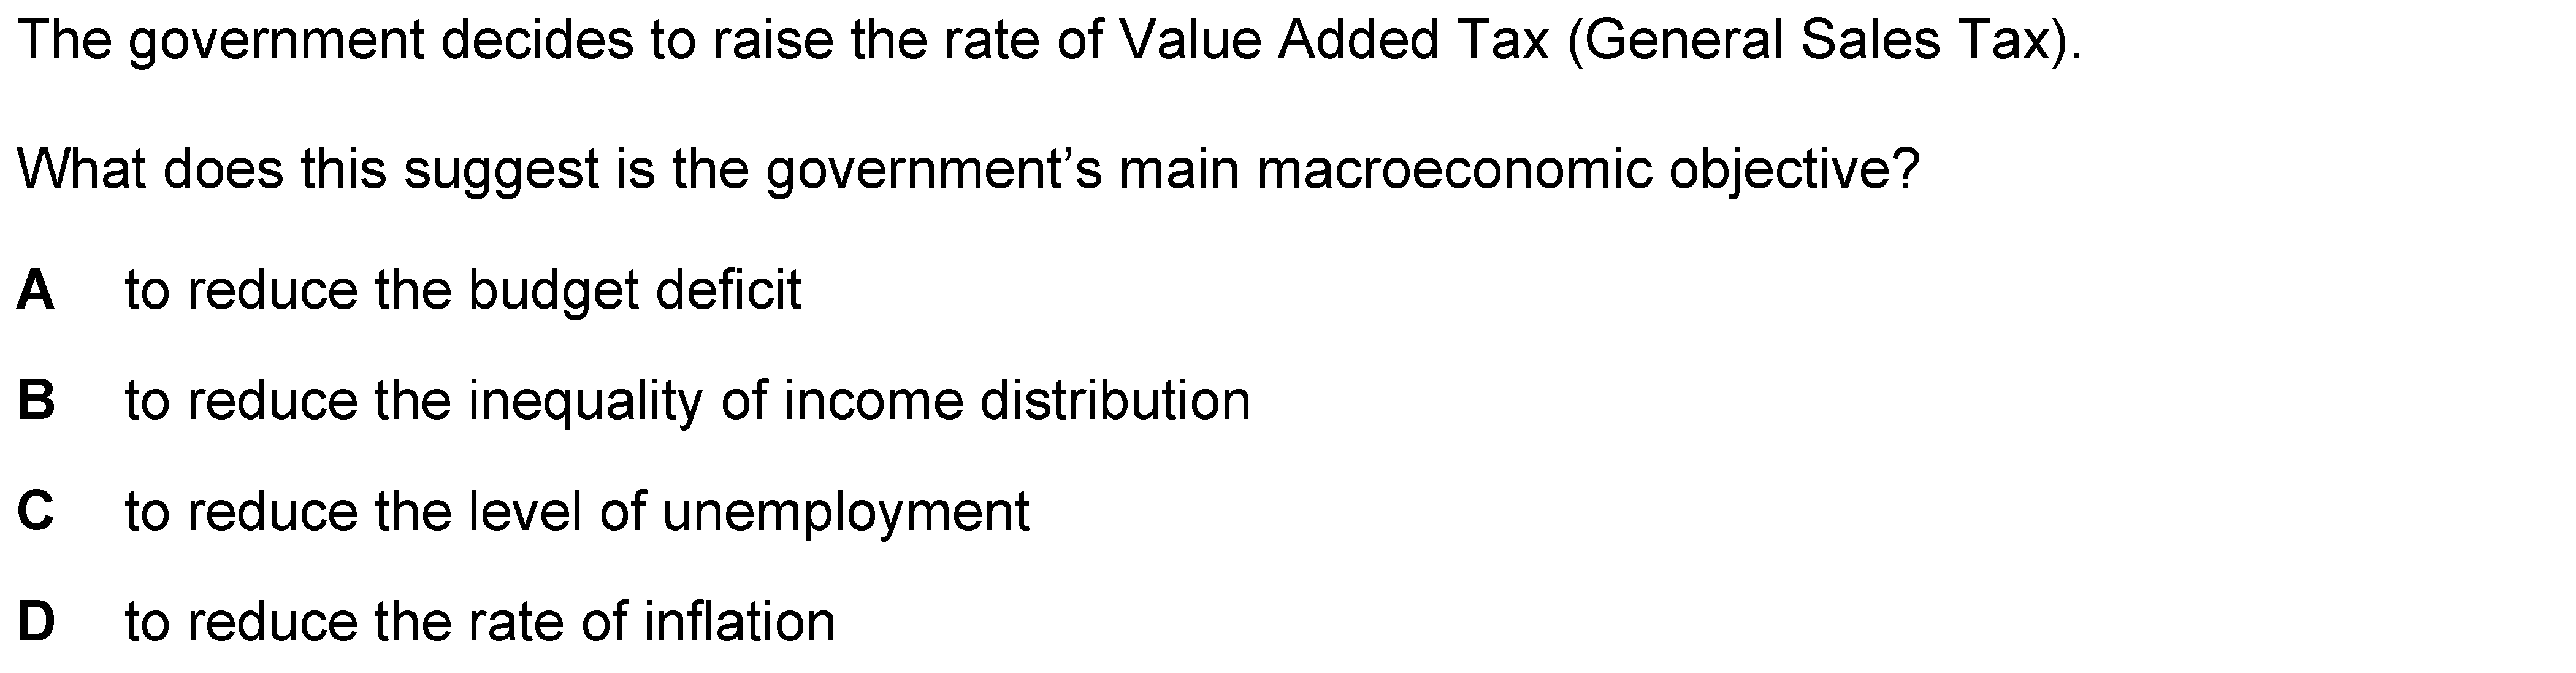 The government decides to raise the rate of Value Added Tax (General Sales Tax).
What does this suggest is the government’s main macroeconomic objective?
A to reduce the budget deficit
B to reduce the inequality of income distribution
C to reduce the level of unemployment
D to reduce the rate of inflation